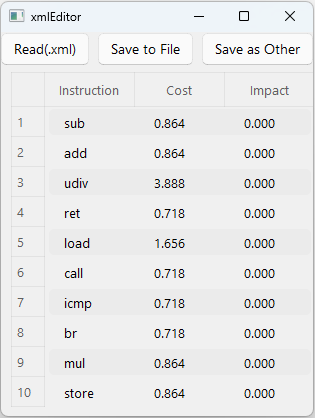 xmlEditor
Read(.xml) Save to File Save as Other
Instruction Cost Impact
1 sub 0.864 0.000
2 add 0.864 0.000
3 udiv 3.888 0.000
4 ret 0.718 0.000
5 load 1.656 0.000
6 call 0.718 0.000
7 icmp 0.718 0.000
8 br 0.718 0.000
9 mul 0.864 0.000
10 store 0.864 0.000